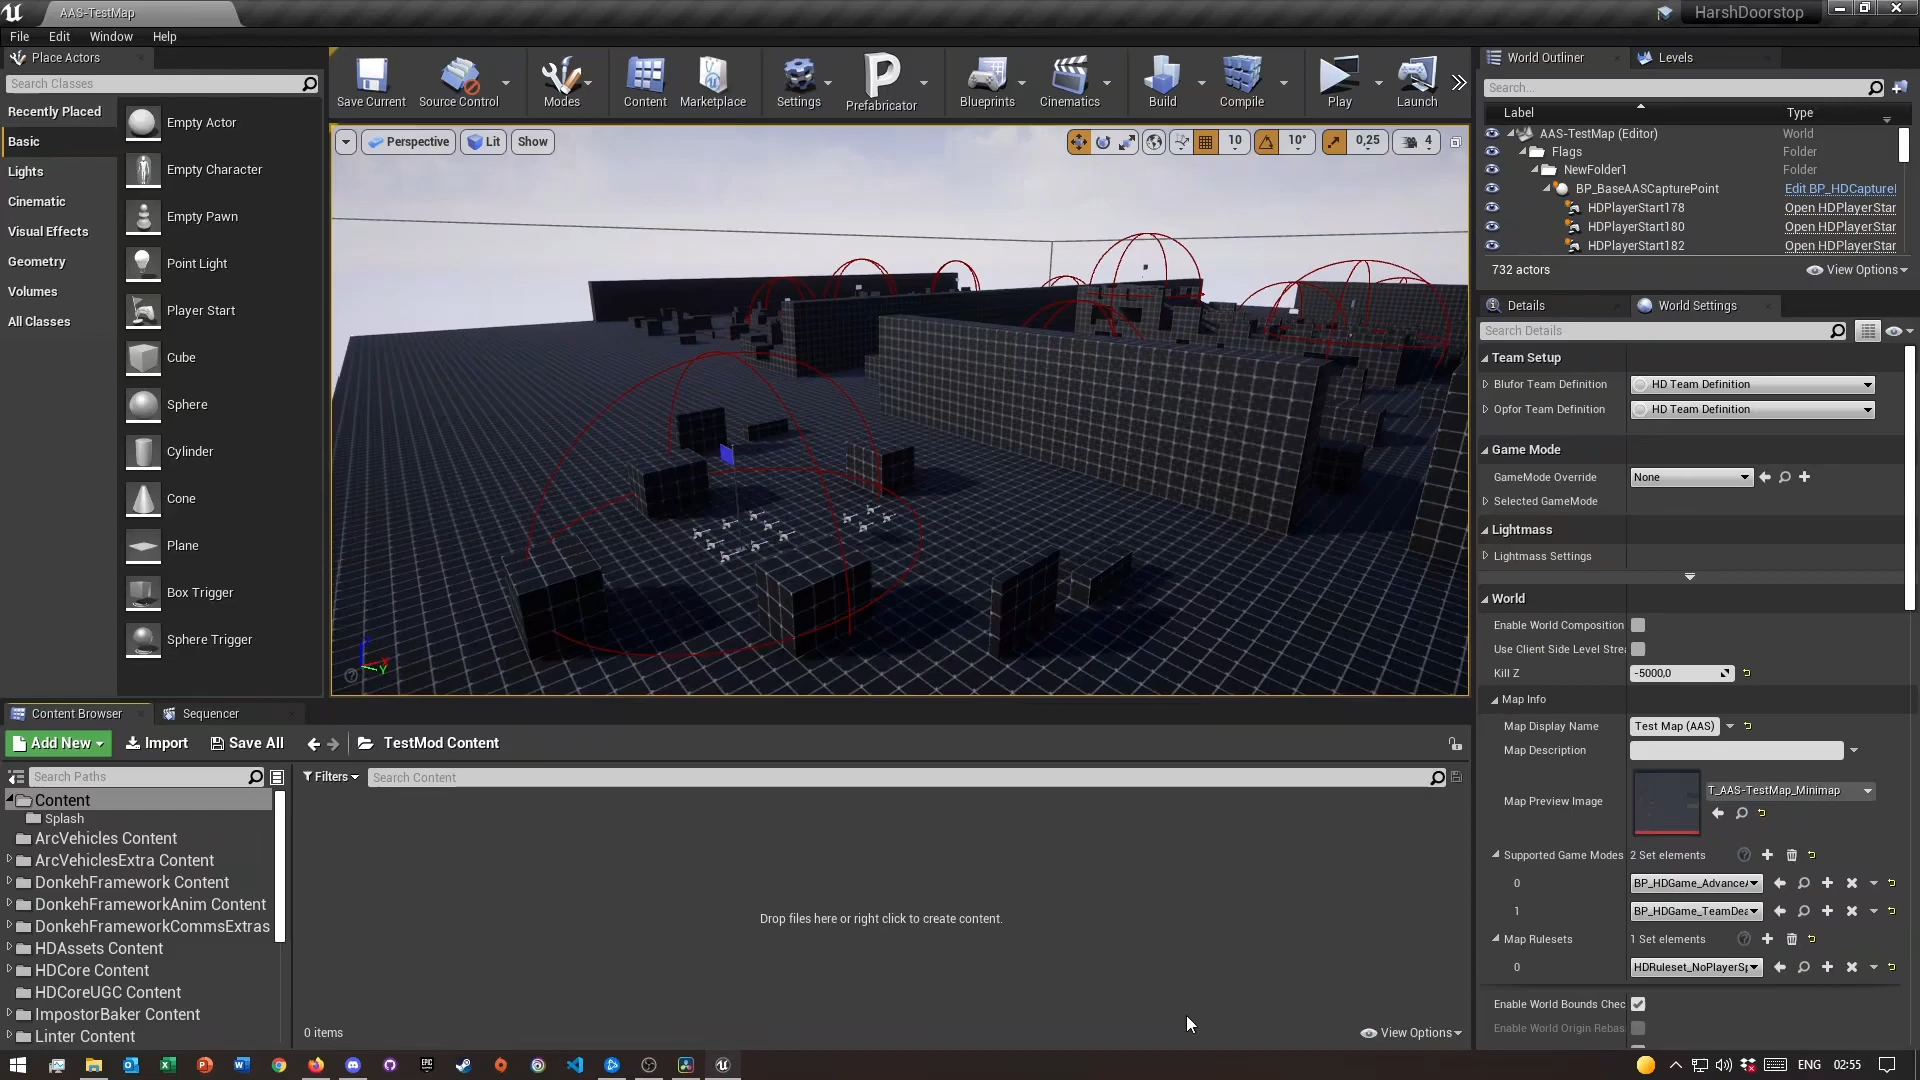 AAS-TestMap
HarshDoorstop
File Edit Window Help
Place Actors
Search Classes
Recently Placed
Basic
Lights
Cinematic
Visual Effects
Geometry
Volumes
All Classes
Empty Actor
Empty Character
Empty Pawn
Point Light
Player Start
Cube
Sphere
Cylinder
Cone
Plane
Box Trigger
Sphere Trigger
Save Current Source Control Modes Content Marketplace Settings Prefabricator Blueprints Cinematics Build Compile Play Launch
Perspective Lit Show
10 10° 0,25 4
Y
World Outliner Levels
Search...
Label Type
AAS-TestMap (Editor) World
Flags Folder
NewFolder1 Folder
BP_BaseAASCapturePoint Edit BP_HDCapturel
HDPlayerStart178 Open HDPlayerStar
HDPlayerStart180 Open HDPlayerStar
HDPlayerStart182 Open HDPlayerStar
732 actors View Options
Details World Settings
Search Details
Team Setup
Blufor Team Definition HD Team Definition
Opfor Team Definition HD Team Definition
Game Mode
GameMode Override None
Selected GameMode
Lightmass
Lightmass Settings
World
Enable World Composition
Use Client Side Level Strea
Kill Z -5000,0
Map Info
Map Display Name Test Map (AAS)
Map Description
Map Preview Image T_AAS-TestMap_Minimap
Supported Game Modes 2 Set elements
0 BP_HDGame_AdvanceA
1 BP_HDGame_TeamDea
Map Rulesets 1 Set elements
0 HDRuleset_NoPlayerSp
Enable World Bounds Chec
Enable World Origin Rebas
Content Browser Sequencer
Add New Import Save All TestMod Content
Search Paths
Filters Search Content
Content
Splash
ArcVehicles Content
ArcVehiclesExtra Content
DonkehFramework Content
DonkehFrameworkAnim Content
DonkehFrameworkCommsExtras
HDAssets Content
HDCore Content
HDCoreUGC Content
ImpostorBaker Content
Linter Content
Drop files here or right click to create content.
0 items View Options
ENG 02:55